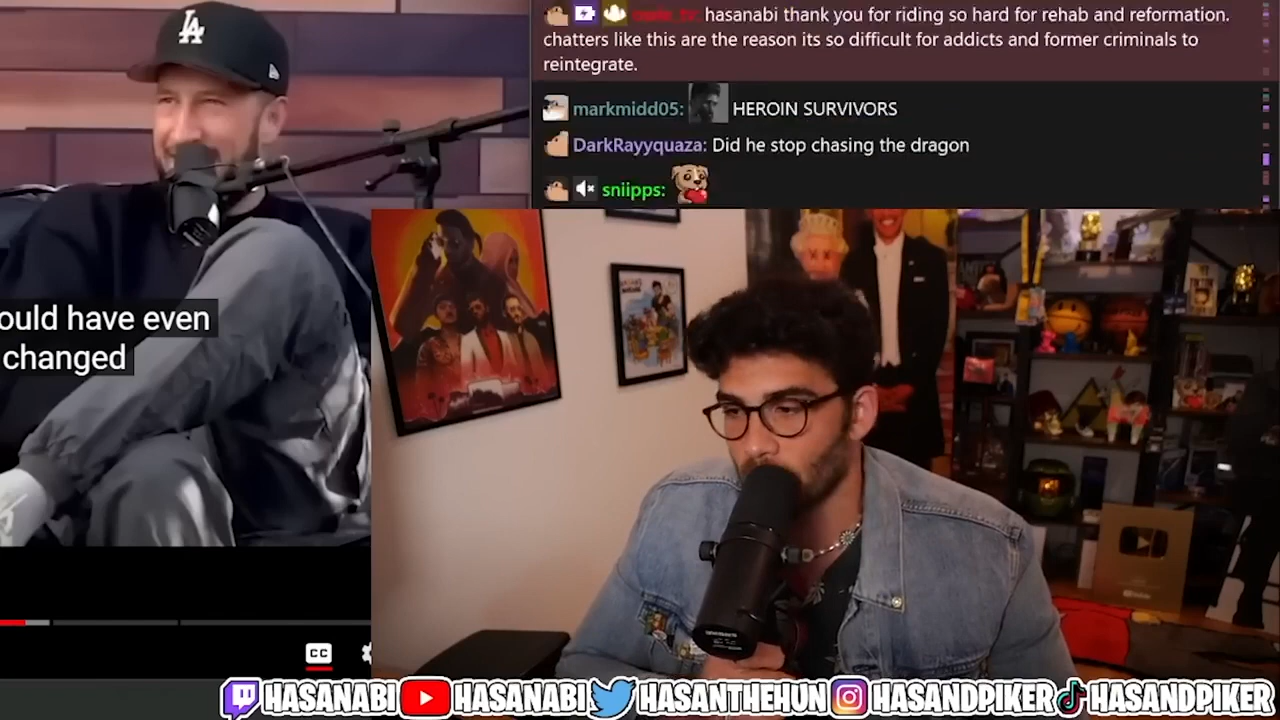 hasanabi thank you for riding so hard for rehab and reformation.
chatters like this are the reason its so difficult for addicts and former criminals to
reintegrate.
markmidd05: HEROIN SURVIVORS
DarkRayyquaza: Did he stop chasing the dragon
sniipps:
LA
ould have even
changed
CC
HASANABI
HASANABI
HASANTHEHUN
HASANDPIKER
HASANDPIKER